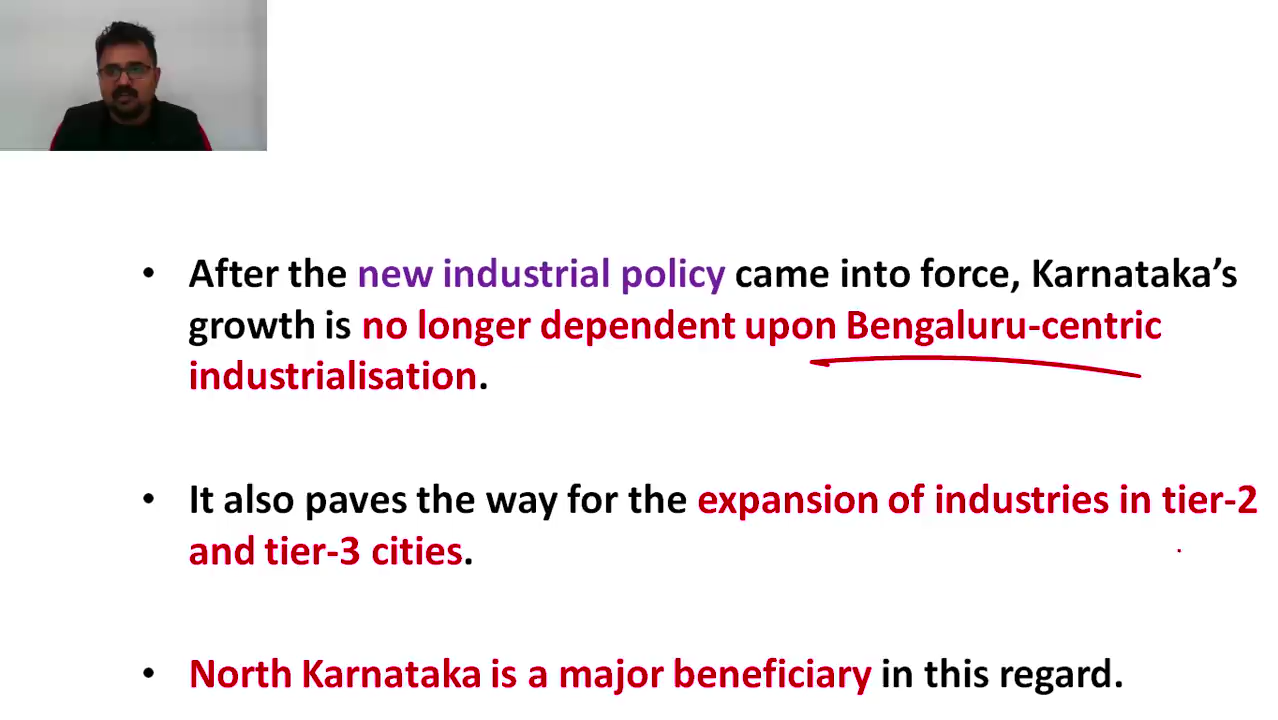 • After the new industrial policy came into force, Karnataka’s
growth is no longer dependent upon Bengaluru-centric
industrialisation.
• It also paves the way for the expansion of industries in tier-2
and tier-3 cities.
• North Karnataka is a major beneficiary in this regard.